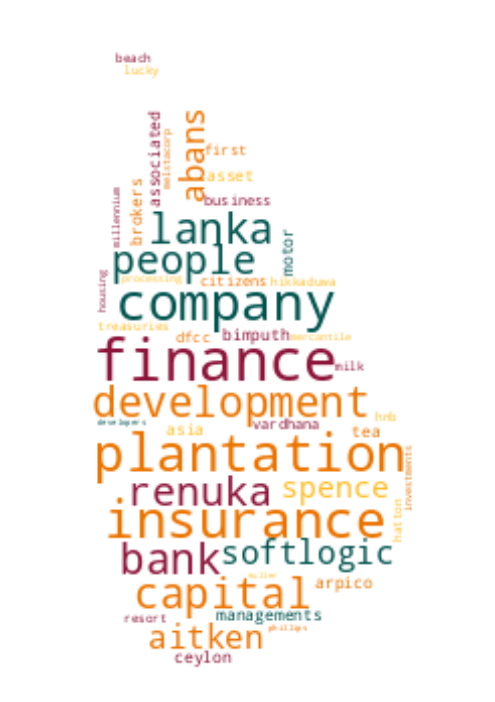 beach
lucky
associated
melstacorp
abans
first
asset
brokers
business
millennium
lanka
motor
people
processing
citizens
hikkaduwa
housing
company
treasuries
dfcc
bimputh
mercantile
finance
milk
development
developers
asia
vardhana
hnb
tea
plantation
investments
renuka
spence
insurance
hatton
bank
softlogic
capital
arpico
resort
managements
phillips
aitken
ceylon